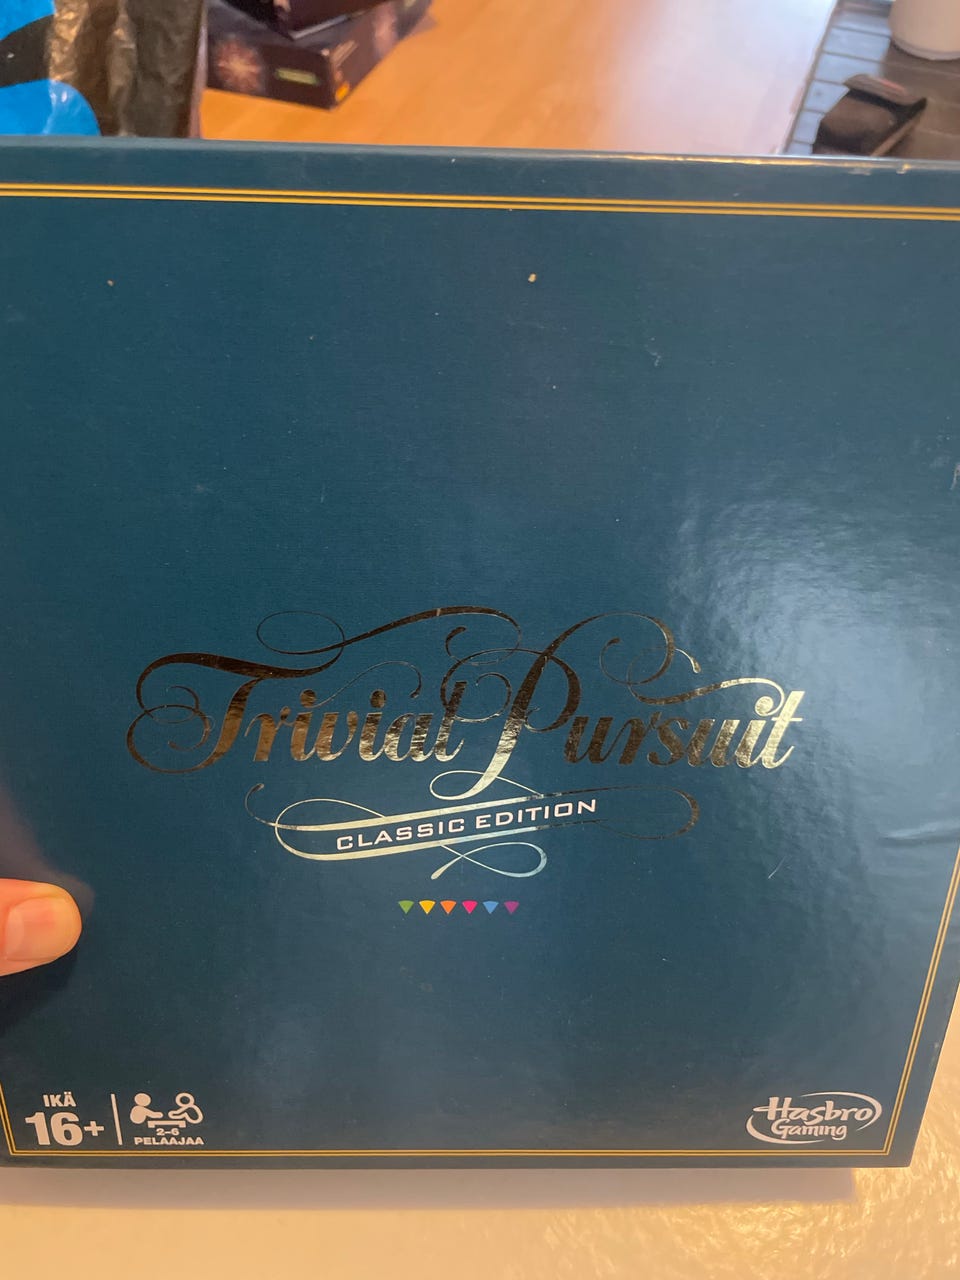 Trivial Pursuit
CLASSIC EDITION
IKÄ
16+
2-6
PELAAJAA
Hasbro
Gaming